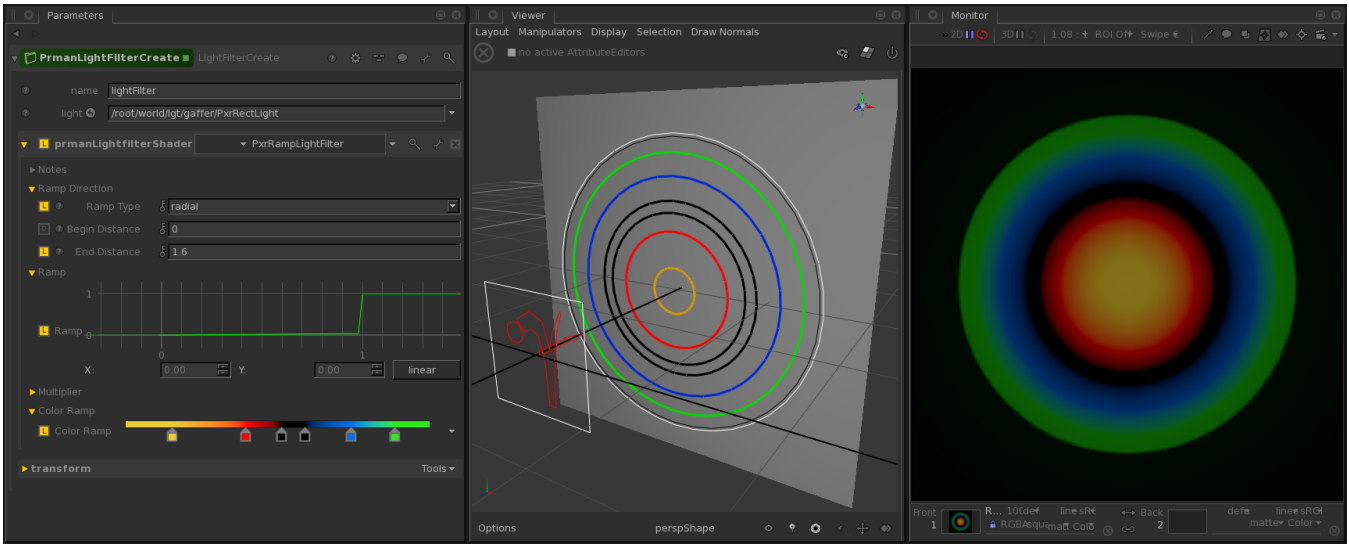 Parameters
PrmanLightFilterCreate LightFilterCreate
name lightFilter
light /root/world/lgt/gaffer/PxrRectLight
prmanLightfilterShader PxrRampLightFilter
Notes
Ramp Direction
L Ramp Type radial
D Begin Distance 0
L End Distance 1.6
Ramp
1
L Ramp 0
0 1
X: 0.00 Y: 0.00 linear
Multiplier
Color Ramp
L Color Ramp
transform Tools
Viewer
Layout Manipulators Display Selection Draw Normals
no active AttributeEditors
Options perspShape
Monitor
2D 3D 1.08 : ROI Off Swipe
Front
1
Back
2